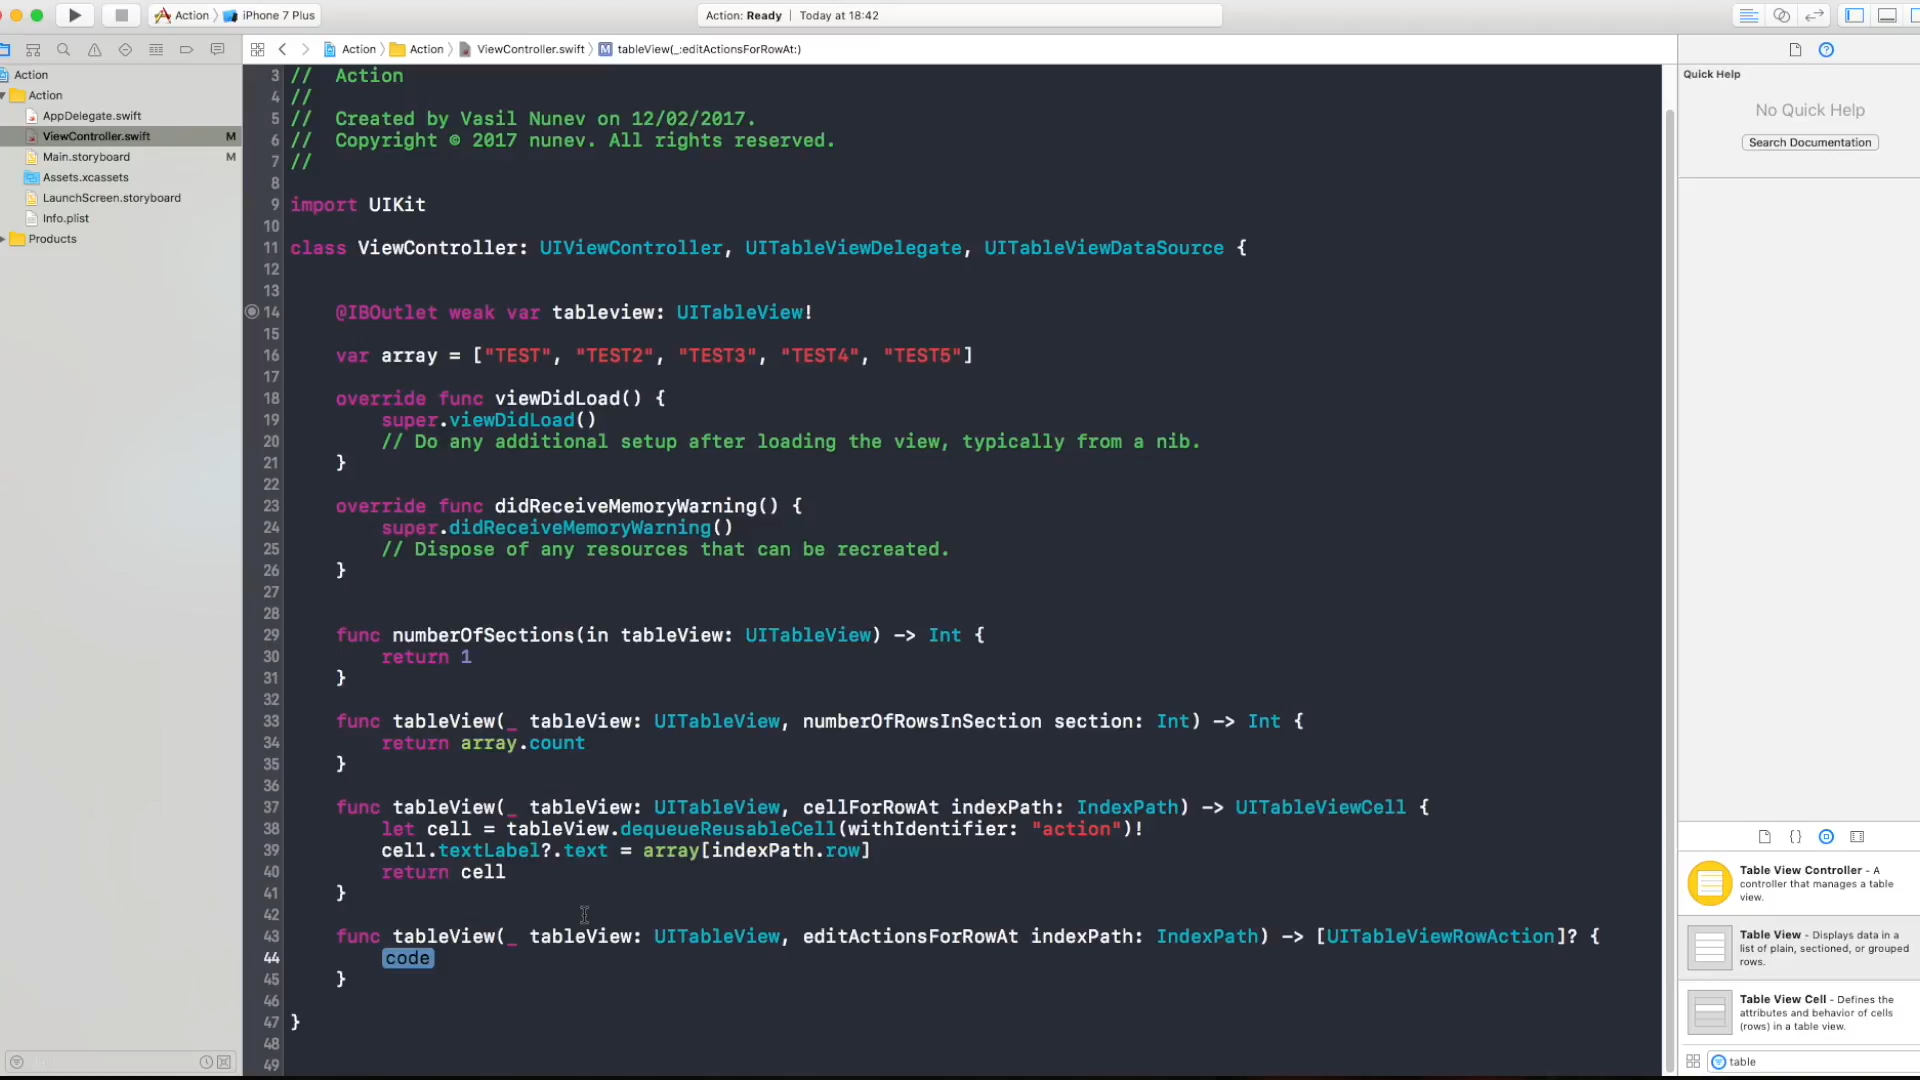 Action 〉 iPhone 7 Plus
Action: Ready | Today at 18:42
Action 〉 Action 〉 ViewController.swift 〉 M tableView(_:editActionsForRowAt:)
Action
Action
AppDelegate.swift
ViewController.swift M
Main.storyboard M
Assets.xcassets
LaunchScreen.storyboard
Info.plist
Products
3 //  Action
4 //
5 //  Created by Vasil Nunev on 12/02/2017.
6 //  Copyright © 2017 nunev. All rights reserved.
7 //
8
9 import UIKit
10
11 class ViewController: UIViewController, UITableViewDelegate, UITableViewDataSource {
12
13
14     @IBOutlet weak var tableview: UITableView!
15
16     var array = ["TEST", "TEST2", "TEST3", "TEST4", "TEST5"]
17
18     override func viewDidLoad() {
19         super.viewDidLoad()
20         // Do any additional setup after loading the view, typically from a nib.
21     }
22
23     override func didReceiveMemoryWarning() {
24         super.didReceiveMemoryWarning()
25         // Dispose of any resources that can be recreated.
26     }
27
28
29     func numberOfSections(in tableView: UITableView) -> Int {
30         return 1
31     }
32
33     func tableView(_ tableView: UITableView, numberOfRowsInSection section: Int) -> Int {
34         return array.count
35     }
36
37     func tableView(_ tableView: UITableView, cellForRowAt indexPath: IndexPath) -> UITableViewCell {
38         let cell = tableView.dequeueReusableCell(withIdentifier: "action")!
39         cell.textLabel?.text = array[indexPath.row]
40         return cell
41     }
42
43     func tableView(_ tableView: UITableView, editActionsForRowAt indexPath: IndexPath) -> [UITableViewRowAction]? {
44         code
45     }
46
47 }
48
49
Quick Help
No Quick Help
Search Documentation
{ }
Table View Controller - A
controller that manages a table
view.
Table View - Displays data in a
list of plain, sectioned, or grouped
rows.
Table View Cell - Defines the
attributes and behavior of cells
(rows) in a table view.
table